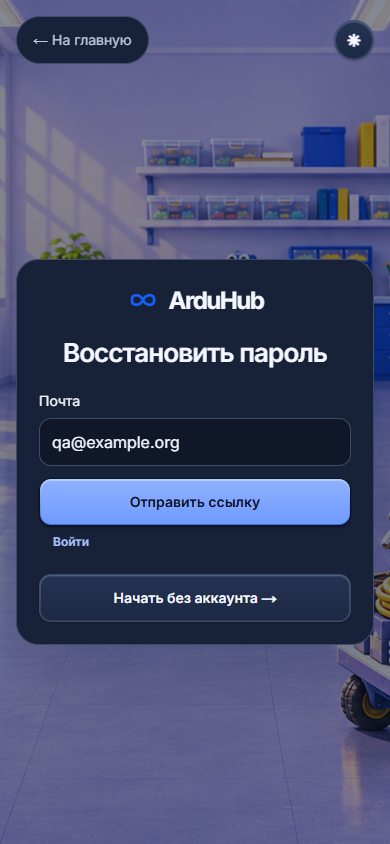 ← На главную
ArduHub
Восстановить пароль
Почта
qa@example.org
Отправить ссылку
Войти
Начать без аккаунта →